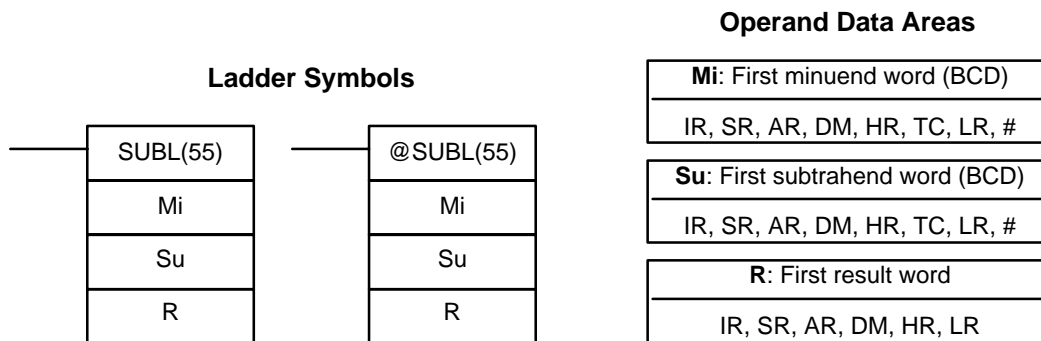 Operand Data Areas
Ladder Symbols
Mi: First minuend word (BCD)
IR, SR, AR, DM, HR, TC, LR, #
SUBL(55)
@SUBL(55)
Mi
Mi
Su: First subtrahend word (BCD)
IR, SR, AR, DM, HR, TC, LR, #
Su
Su
R: First result word
R
R
IR, SR, AR, DM, HR, LR